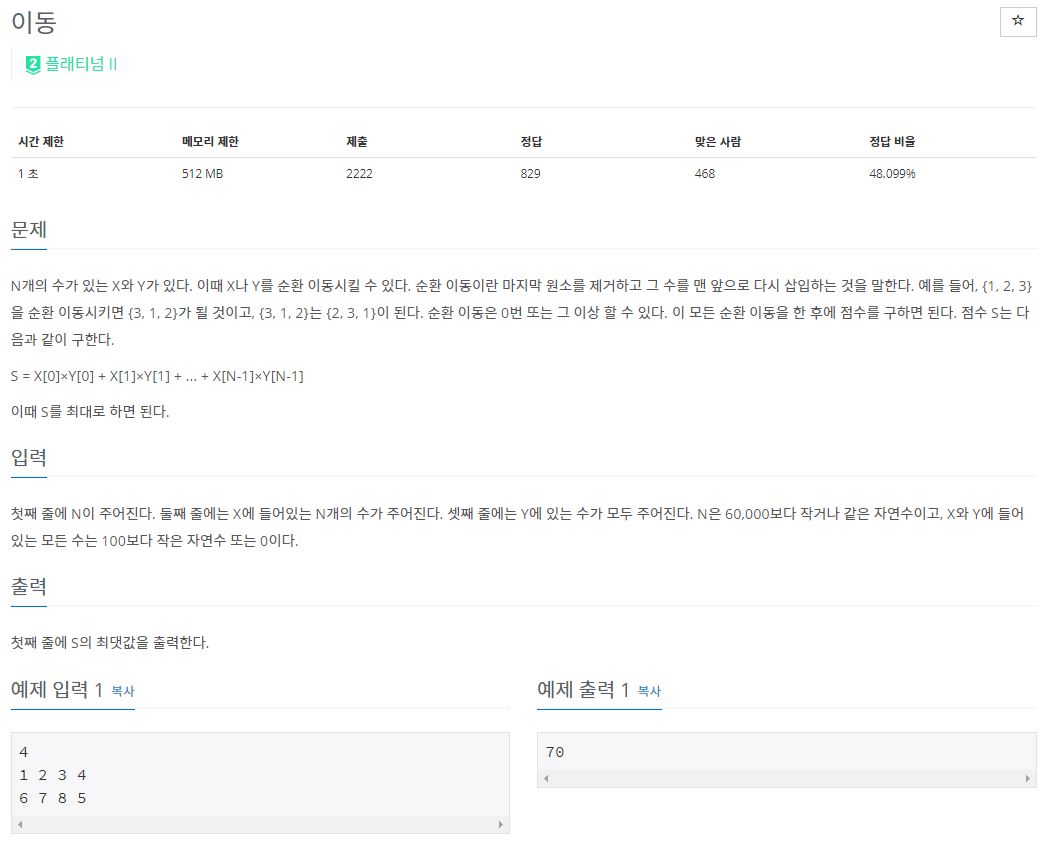 이동
☆
2 플래티넘 II
시간 제한 메모리 제한 제출 정답 맞은 사람 정답 비율
1 초 512 MB 2222 829 468 48.099%
문제
N개의 수가 있는 X와 Y가 있다. 이때 X나 Y를 순환 이동시킬 수 있다. 순환 이동이란 마지막 원소를 제거하고 그 수를 맨 앞으로 다시 삽입하는 것을 말한다. 예를 들어, {1, 2, 3}
을 순환 이동시키면 {3, 1, 2}가 될 것이고, {3, 1, 2}는 {2, 3, 1}이 된다. 순환 이동은 0번 또는 그 이상 할 수 있다. 이 모든 순환 이동을 한 후에 점수를 구하면 된다. 점수 S는 다
음과 같이 구한다.
S = X[0]×Y[0] + X[1]×Y[1] + ... + X[N-1]×Y[N-1]
이때 S를 최대로 하면 된다.
입력
첫째 줄에 N이 주어진다. 둘째 줄에는 X에 들어있는 N개의 수가 주어진다. 셋째 줄에는 Y에 있는 수가 모두 주어진다. N은 60,000보다 작거나 같은 자연수이고, X와 Y에 들어
있는 모든 수는 100보다 작은 자연수 또는 0이다.
출력
첫째 줄에 S의 최댓값을 출력한다.
예제 입력 1 복사
4
1 2 3 4
6 7 8 5
예제 출력 1 복사
70